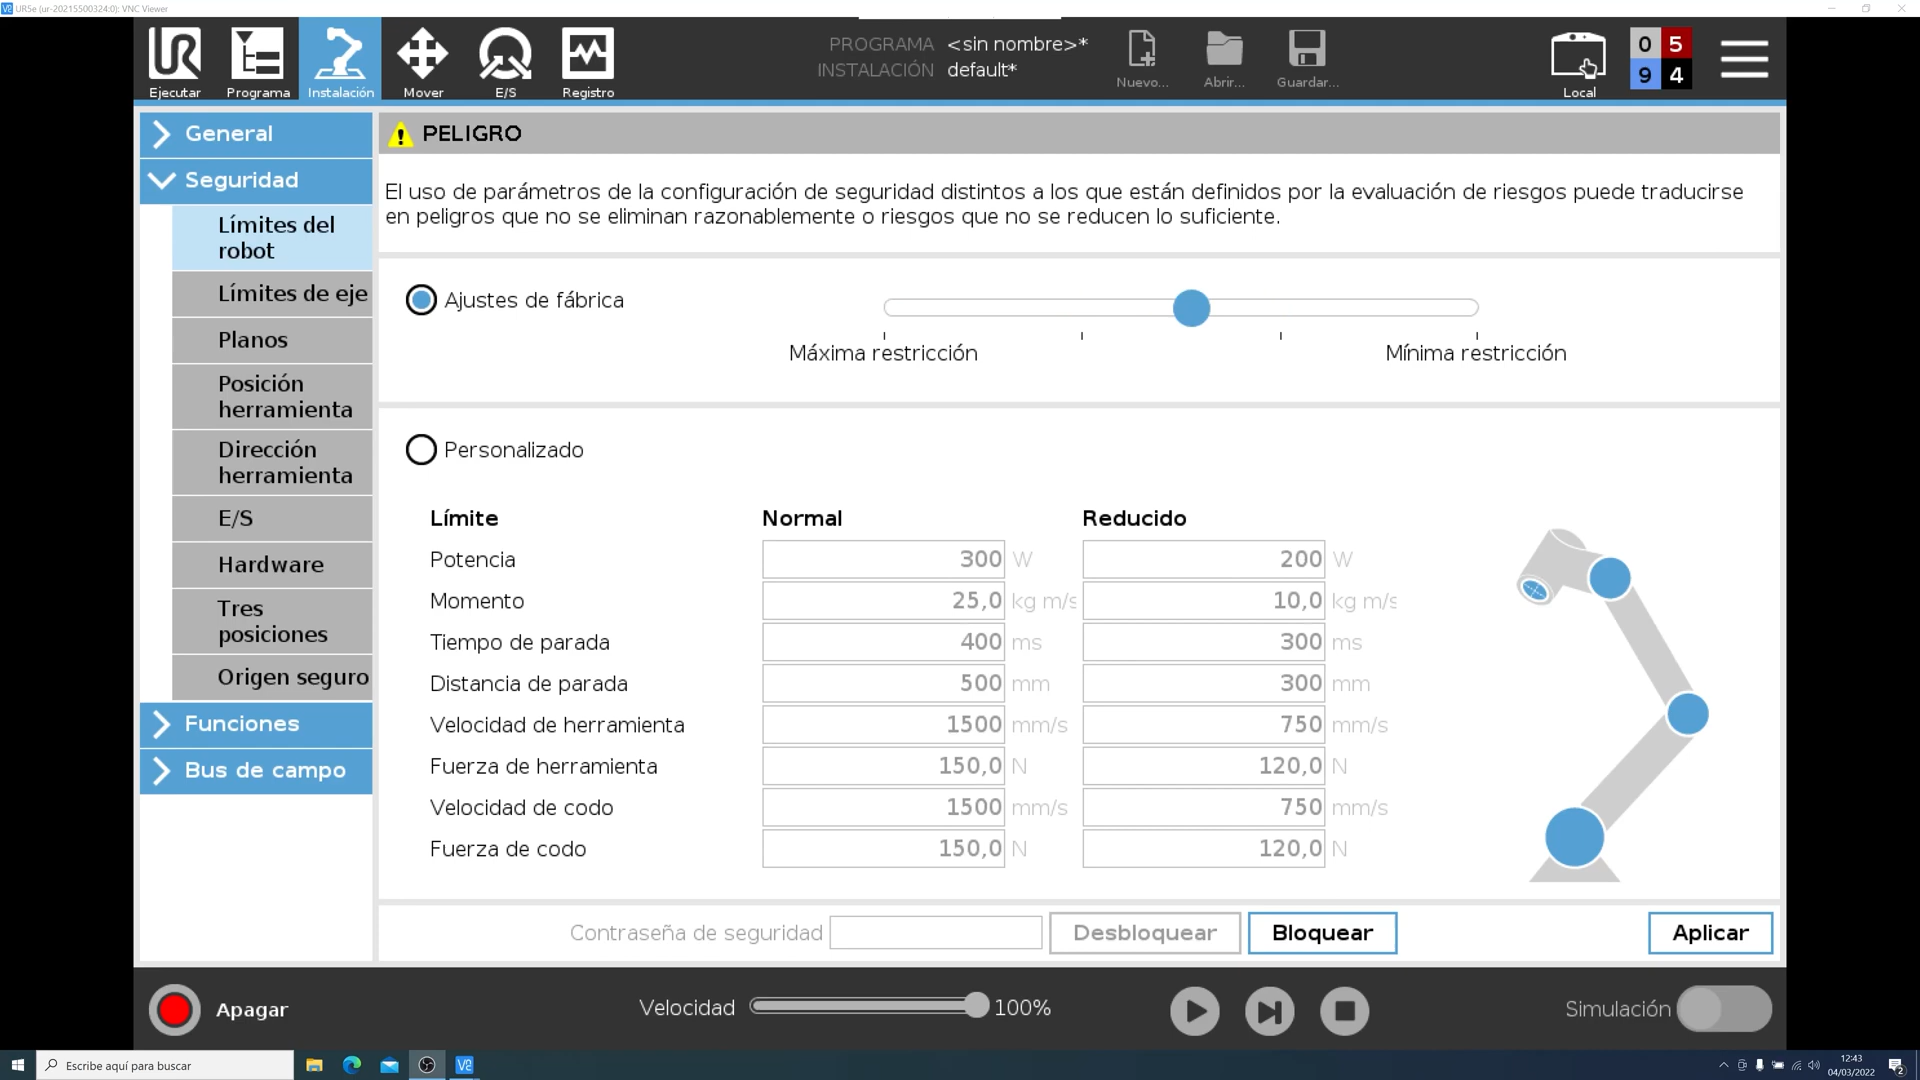 UR5e (ur-20215500324:0): VNC Viewer
PROGRAMA <sin nombre>*
INSTALACIÓN default*
Ejecutar Programa Instalación Mover E/S Registro
Nuevo... Abrir... Guardar...
Local
0 5
9 4
General
Seguridad
Límites del
robot
Límites de eje
Planos
Posición
herramienta
Dirección
herramienta
E/S
Hardware
Tres
posiciones
Origen seguro
Funciones
Bus de campo
PELIGRO
El uso de parámetros de la configuración de seguridad distintos a los que están definidos por la evaluación de riesgos puede traducirse
en peligros que no se eliminan razonablemente o riesgos que no se reducen lo suficiente.
Ajustes de fábrica
Máxima restricción Mínima restricción
Personalizado
Límite Normal Reducido
Potencia 300 W 200 W
Momento 25,0 kg m/s 10,0 kg m/s
Tiempo de parada 400 ms 300 ms
Distancia de parada 500 mm 300 mm
Velocidad de herramienta 1500 mm/s 750 mm/s
Fuerza de herramienta 150,0 N 120,0 N
Velocidad de codo 1500 mm/s 750 mm/s
Fuerza de codo 150,0 N 120,0 N
Contraseña de seguridad Desbloquear Bloquear Aplicar
Apagar Velocidad 100% Simulación
Escribe aquí para buscar
12:43
04/03/2022
2